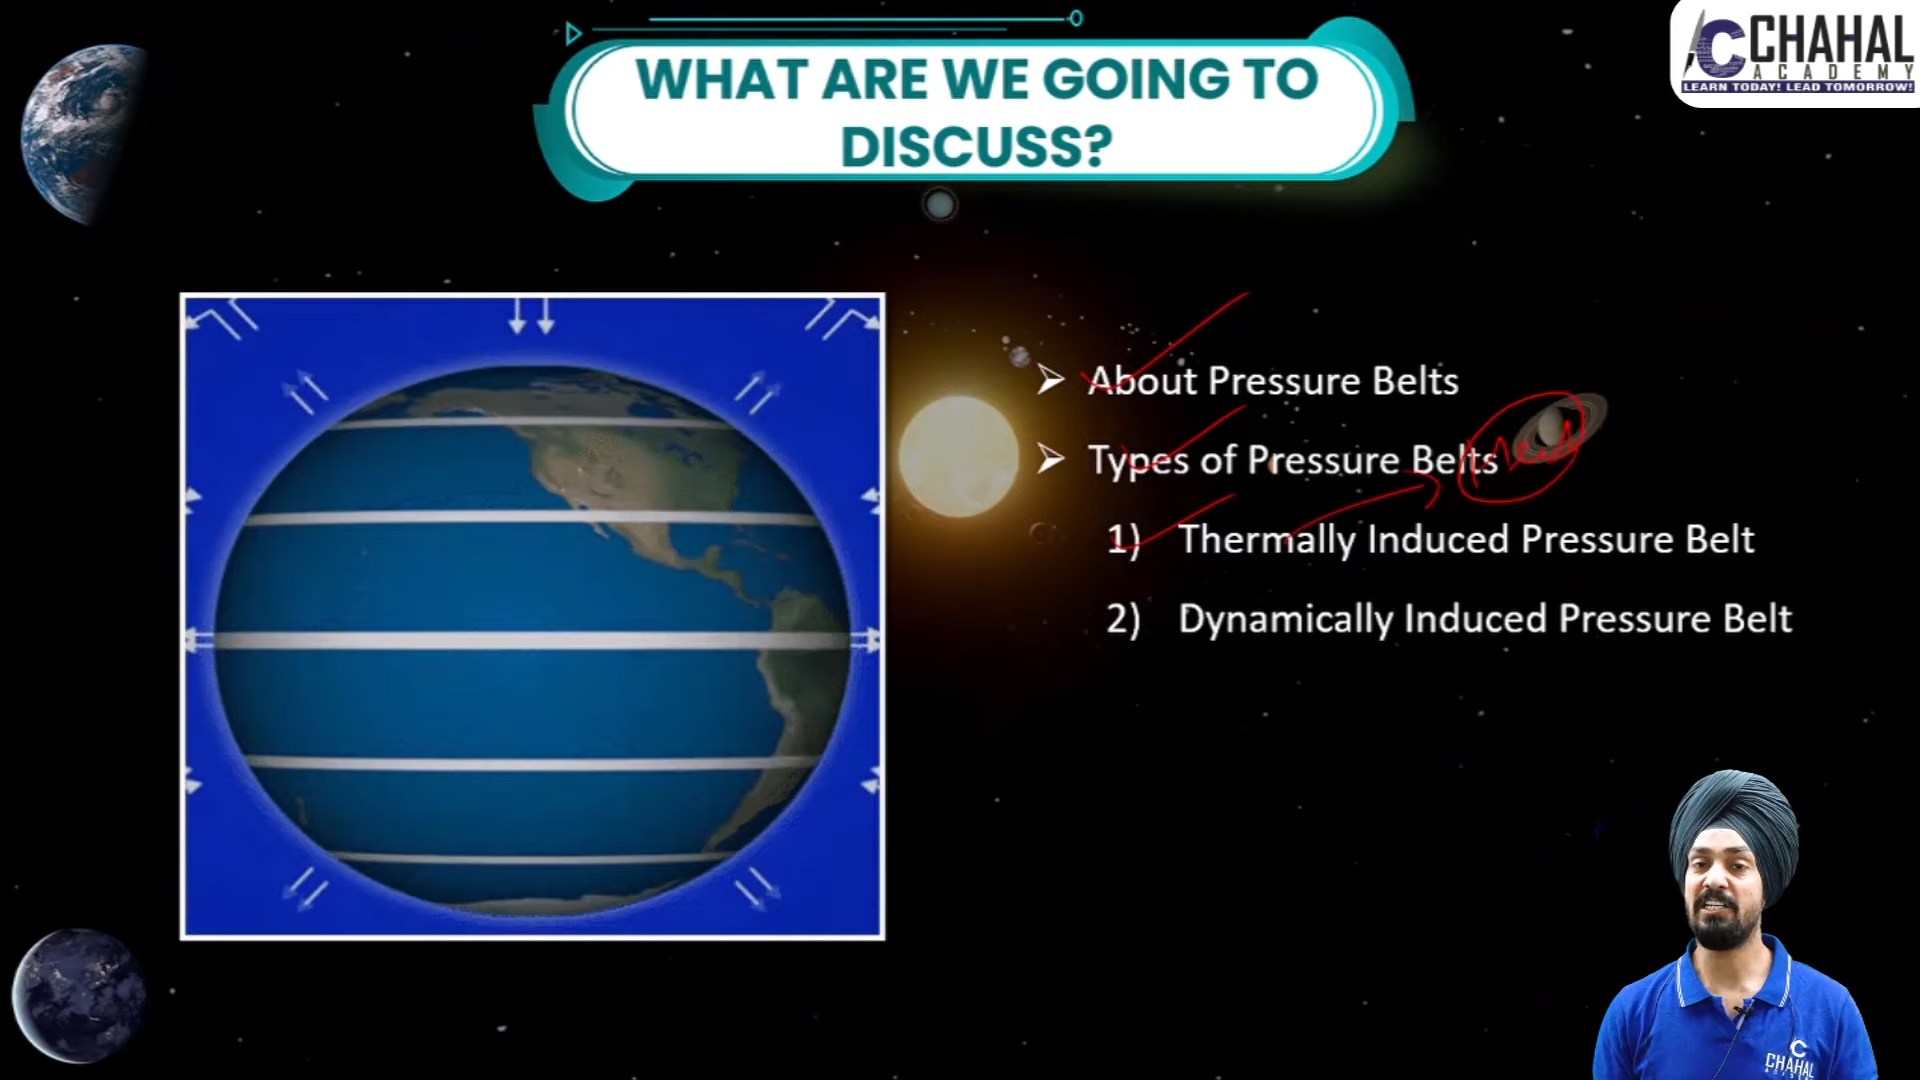 WHAT ARE WE GOING TO
DISCUSS?
CHAHAL
ACADEMY
LEARN TODAY! LEAD TOMORROW!
➢ About Pressure Belts
➢ Types of Pressure Belts
1) Thermally Induced Pressure Belt
2) Dynamically Induced Pressure Belt
CHAHAL